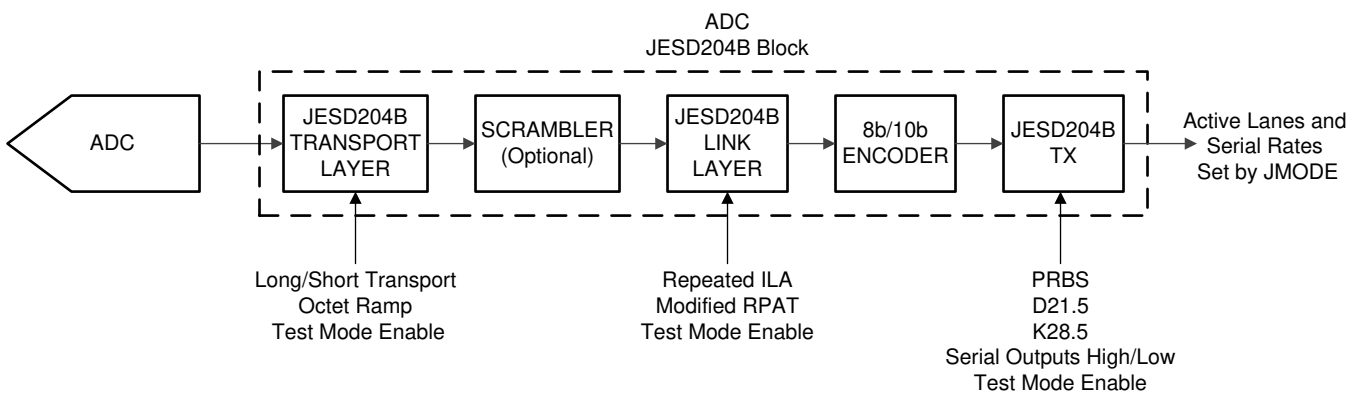 ADC
JESD204B Block
ADC
JESD204B
TRANSPORT
LAYER
SCRAMBLER
(Optional)
JESD204B
LINK
LAYER
8b/10b
ENCODER
JESD204B
TX
Active Lanes and
Serial Rates
Set by JMODE
Long/Short Transport
Octet Ramp
Test Mode Enable
Repeated ILA
Modified RPAT
Test Mode Enable
PRBS
D21.5
K28.5
Serial Outputs High/Low
Test Mode Enable